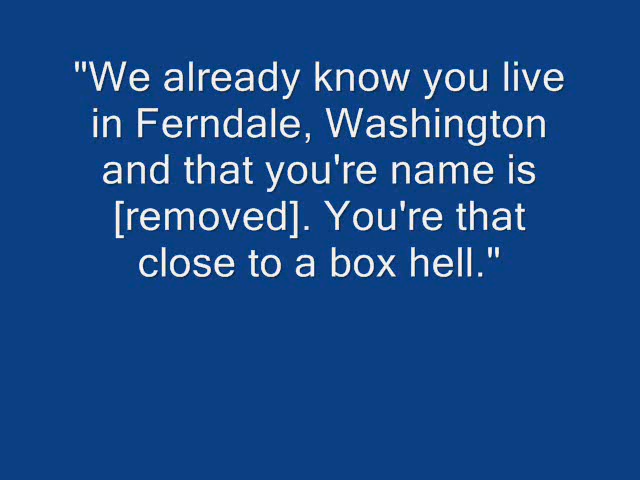 "We already know you live
in Ferndale, Washington
and that you're name is
[removed]. You're that
close to a box hell."